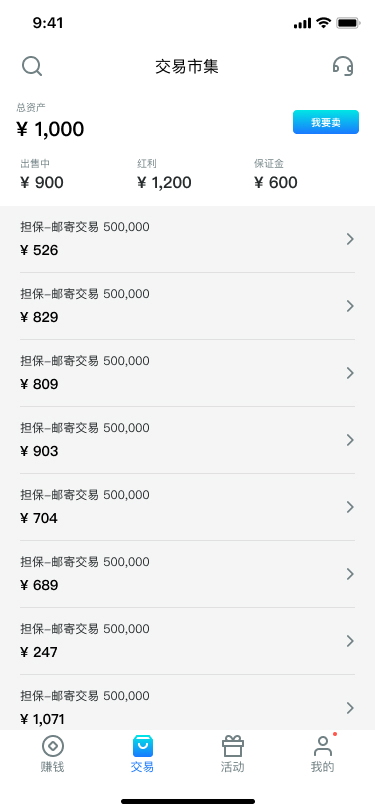 9:41
交易市集
总资产
¥ 1,000
我要卖
出售中
红利
保证金
¥ 900
¥ 1,200
¥ 600
担保–邮寄交易 500,000
¥ 526
担保–邮寄交易 500,000
¥ 829
担保–邮寄交易 500,000
¥ 809
担保–邮寄交易 500,000
¥ 903
担保–邮寄交易 500,000
¥ 704
担保–邮寄交易 500,000
¥ 689
担保–邮寄交易 500,000
¥ 247
担保–邮寄交易 500,000
¥ 1,071
赚钱
交易
活动
我的